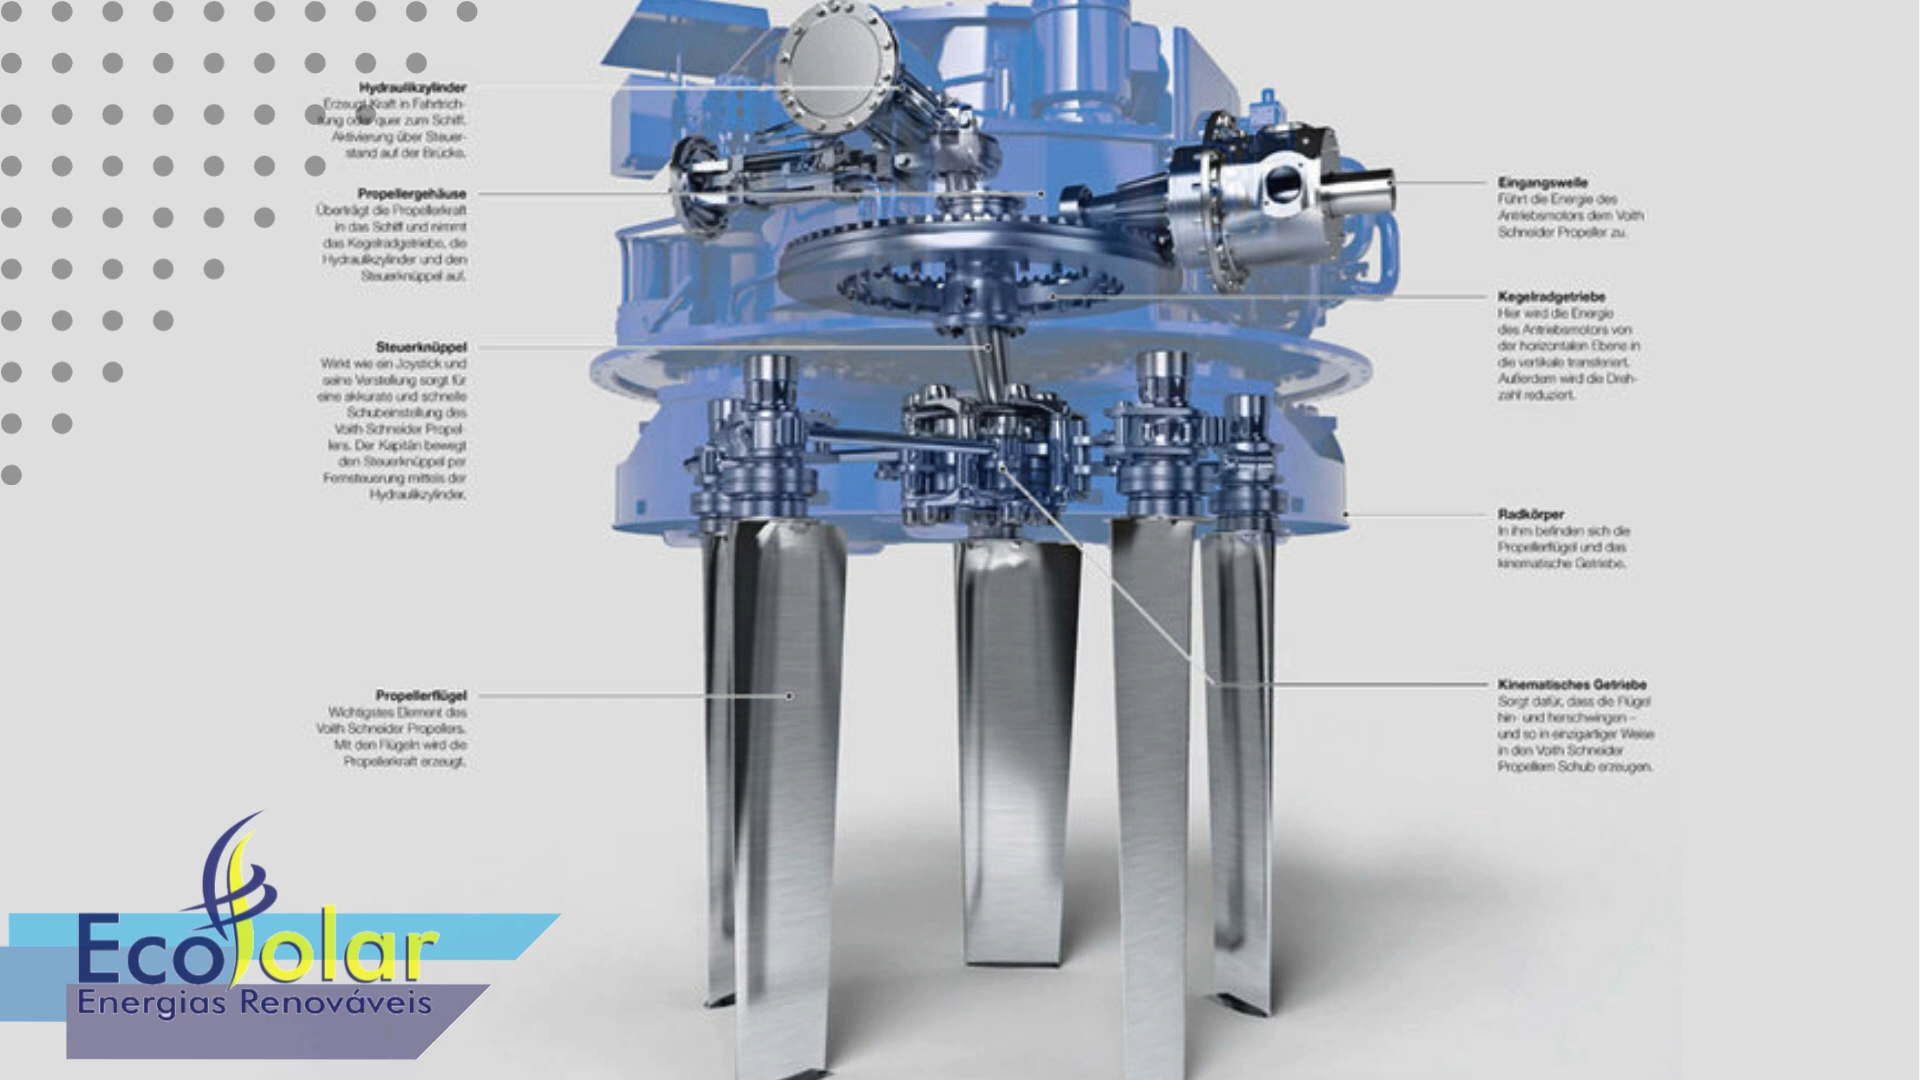 Hydraulikzylinder
Erzeugt Kraft in Fahrtrich-
tung oder quer zum Schiff.
Aktivierung über Steuer-
stand auf der Brücke.
Propellergehäuse
Überträgt die Propellerkraft
in das Schiff und nimmt
das Kegelradgetriebe, die
Hydraulikzylinder und den
Steuerknüppel auf.
Steuerknüppel
Wirkt wie ein Joystick und
seine Verstellung sorgt für
eine akkurate und schnelle
Schubeinstellung des
Voith Schneider Propel-
lers. Der Kapitän bewegt
den Steuerknüppel per
Fernsteuerung mittels der
Hydraulikzylinder.
Propellerflügel
Wichtigstes Element des
Voith Schneider Propellers.
Mit den Flügeln wird die
Propellerkraft erzeugt.
Eingangswelle
Führt die Energie des
Antriebsmotors dem Voith
Schneider Propeller zu.
Kegelradgetriebe
Hier wird die Energie
des Antriebsmotors von
der horizontalen Ebene in
die vertikale transferiert.
Außerdem wird die Dreh-
zahl reduziert.
Radkörper
In ihm befinden sich die
Propellerflügel und das
kinematische Getriebe.
Kinematisches Getriebe
Sorgt dafür, dass die Flügel
hin- und herschwingen –
und so in einzigartiger Weise
in den Voith Schneider
Propellern Schub erzeugen.
EcoSolar
Energias Renováveis